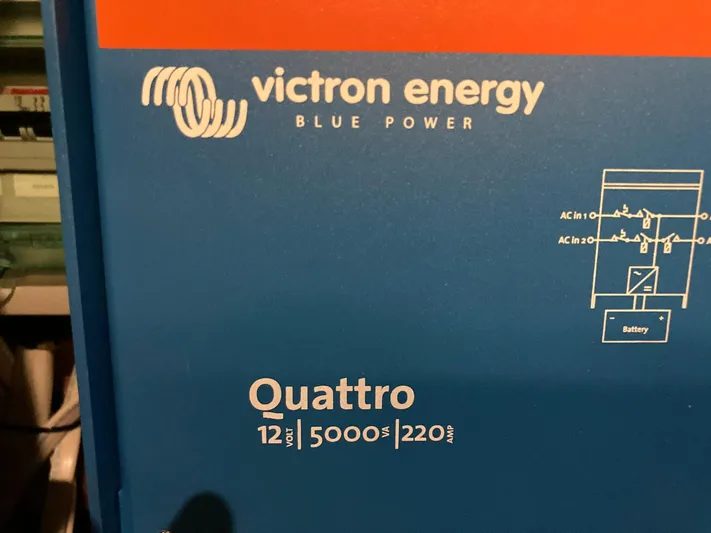 victron energy
BLUE POWER
AC in 1
AC in 2
Battery
Quattro
12 VOLT | 5000 VA | 220 AMP